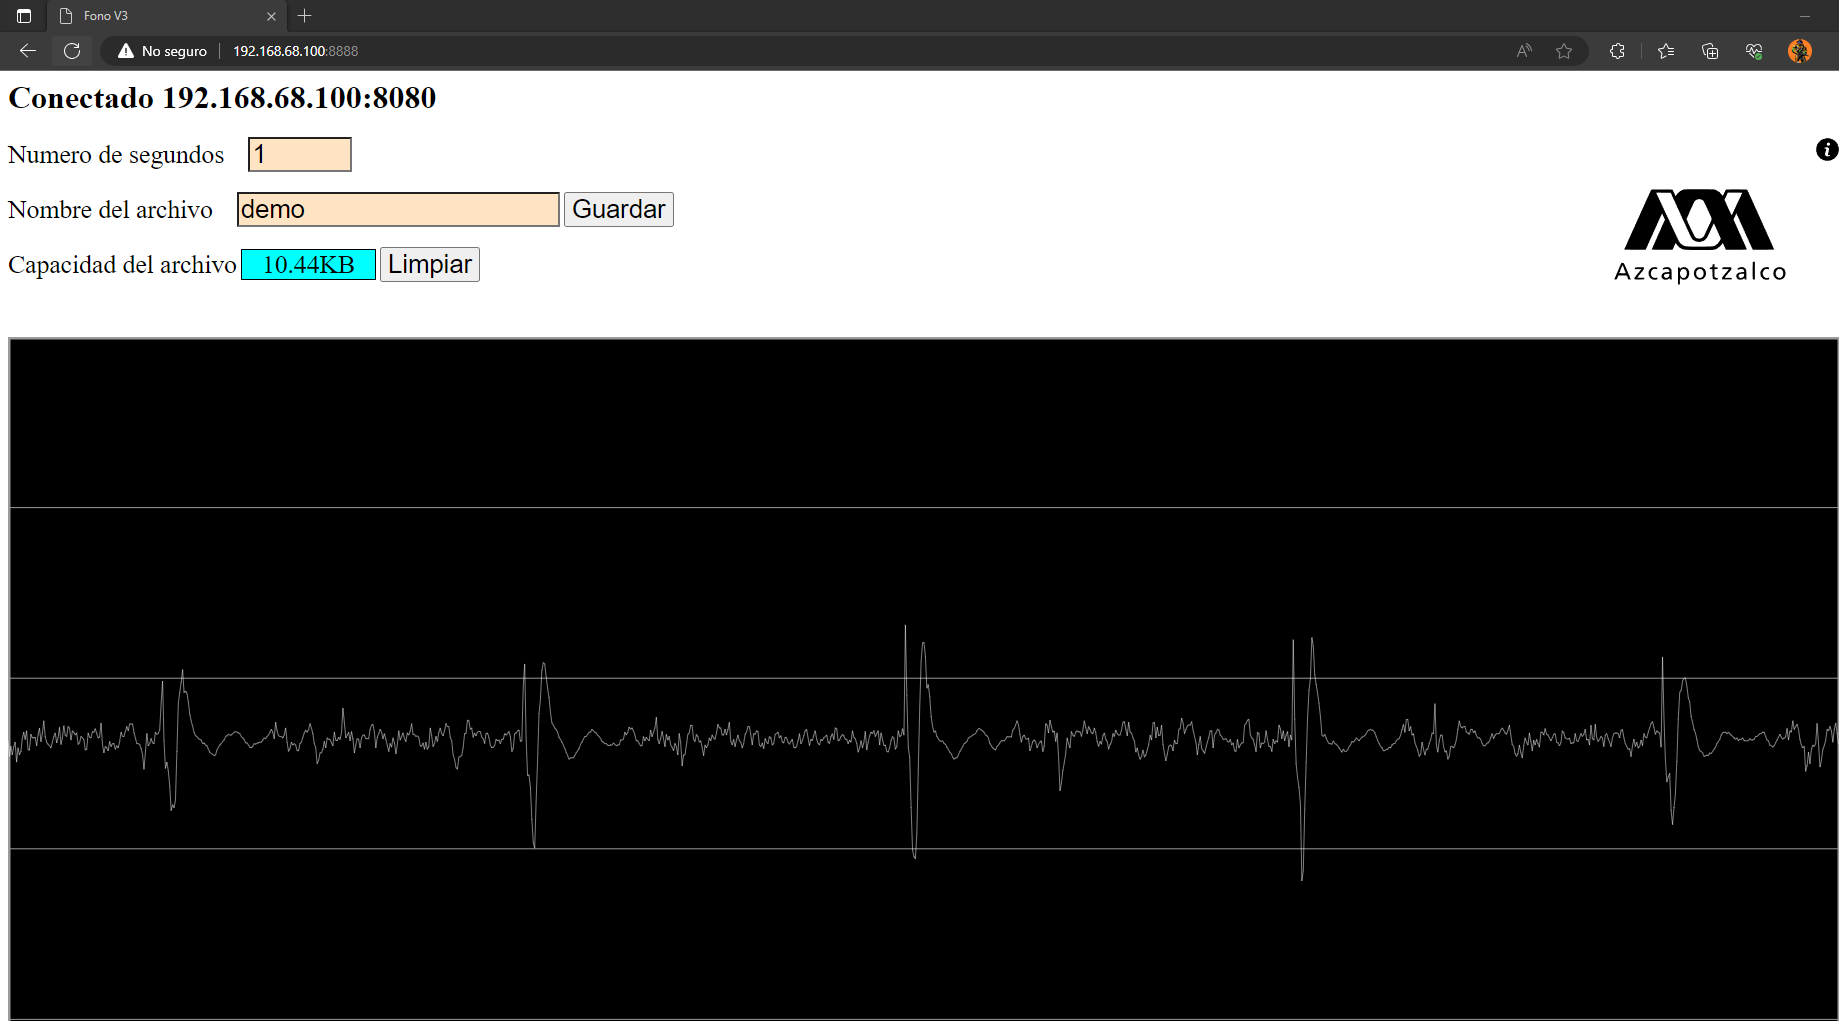 Fono V3
No seguro 192.168.68.100:8888
Conectado 192.168.68.100:8080
Numero de segundos 1
Nombre del archivo demo Guardar
Capacidad del archivo 10.44KB Limpiar
Azcapotzalco